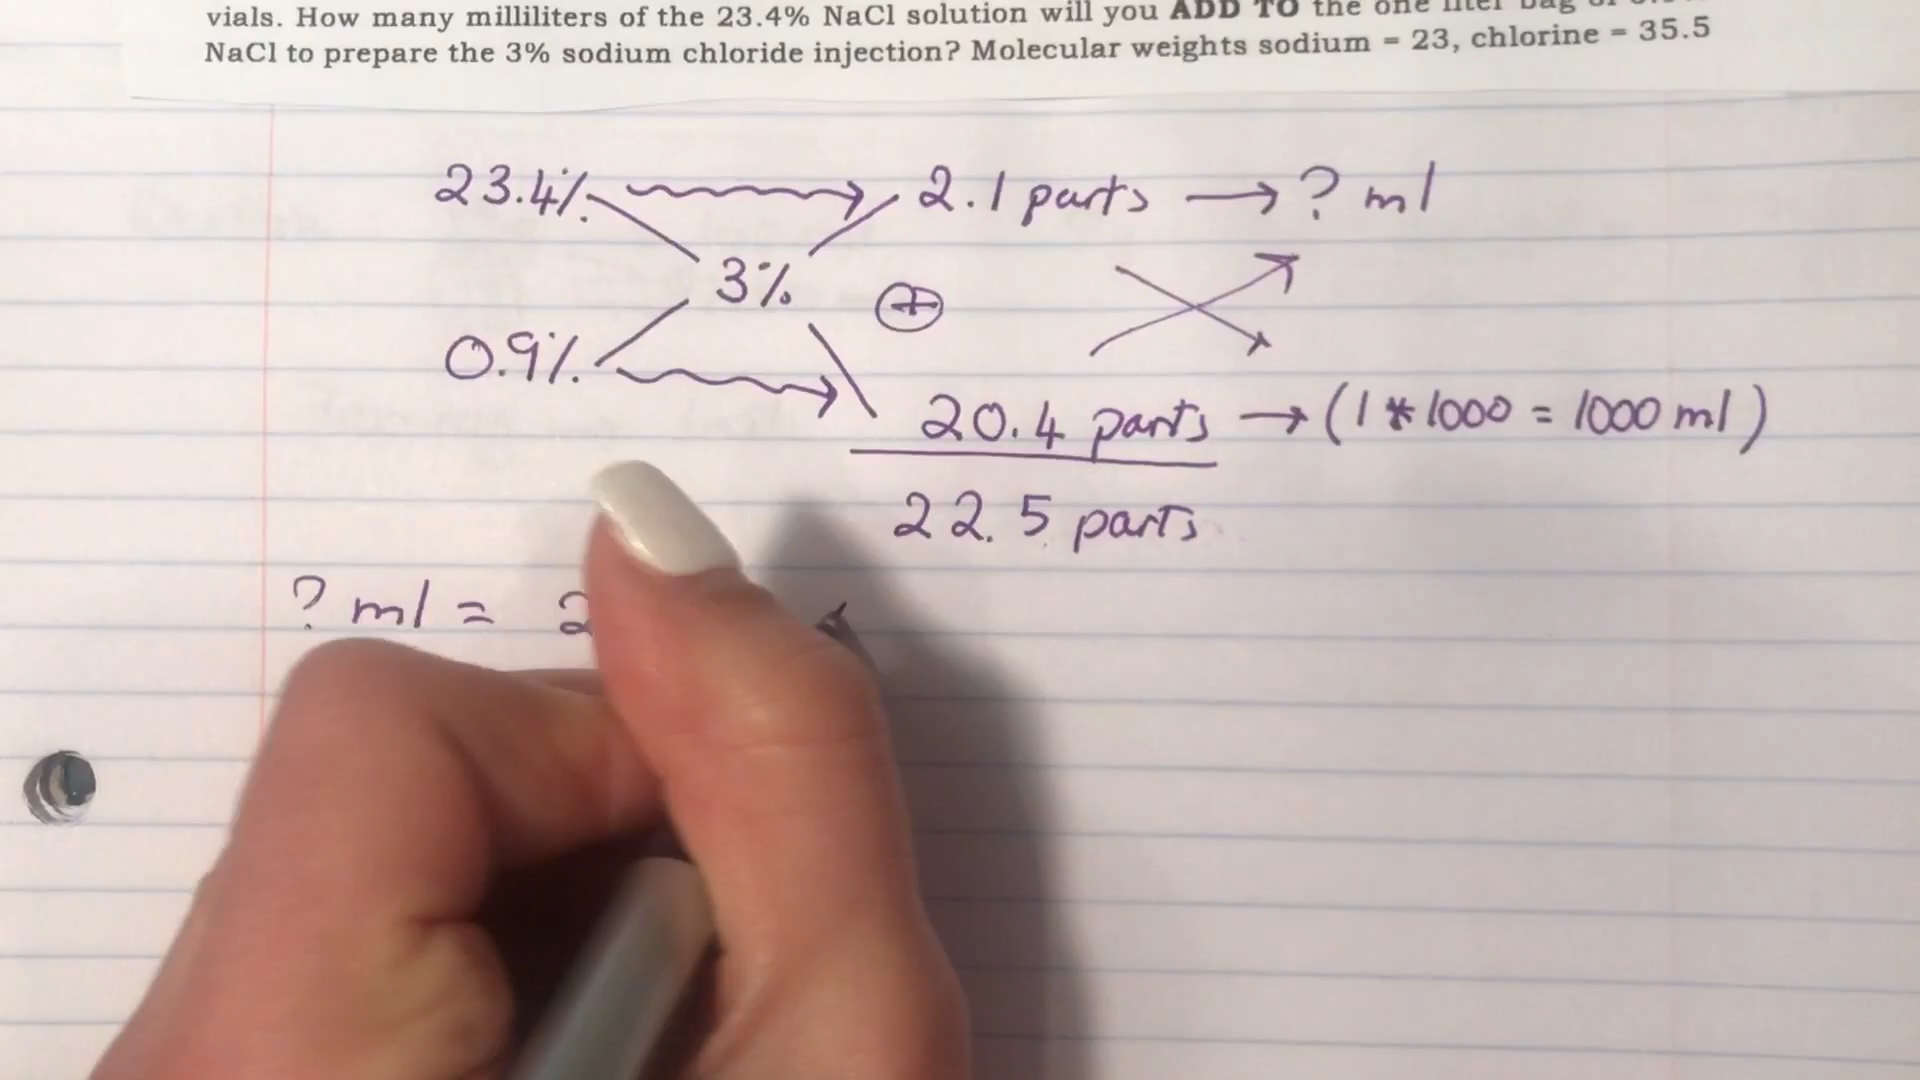 vials. How many milliliters of the 23.4% NaCl solution will you ADD TO the one liter bag of
NaCl to prepare the 3% sodium chloride injection? Molecular weights sodium = 23, chlorine = 35.5
23.4% 2.1 parts → ? ml
3%
+
0.9%
20.4 parts → (1 * 1000 = 1000 ml)
22.5 parts
? ml = 2